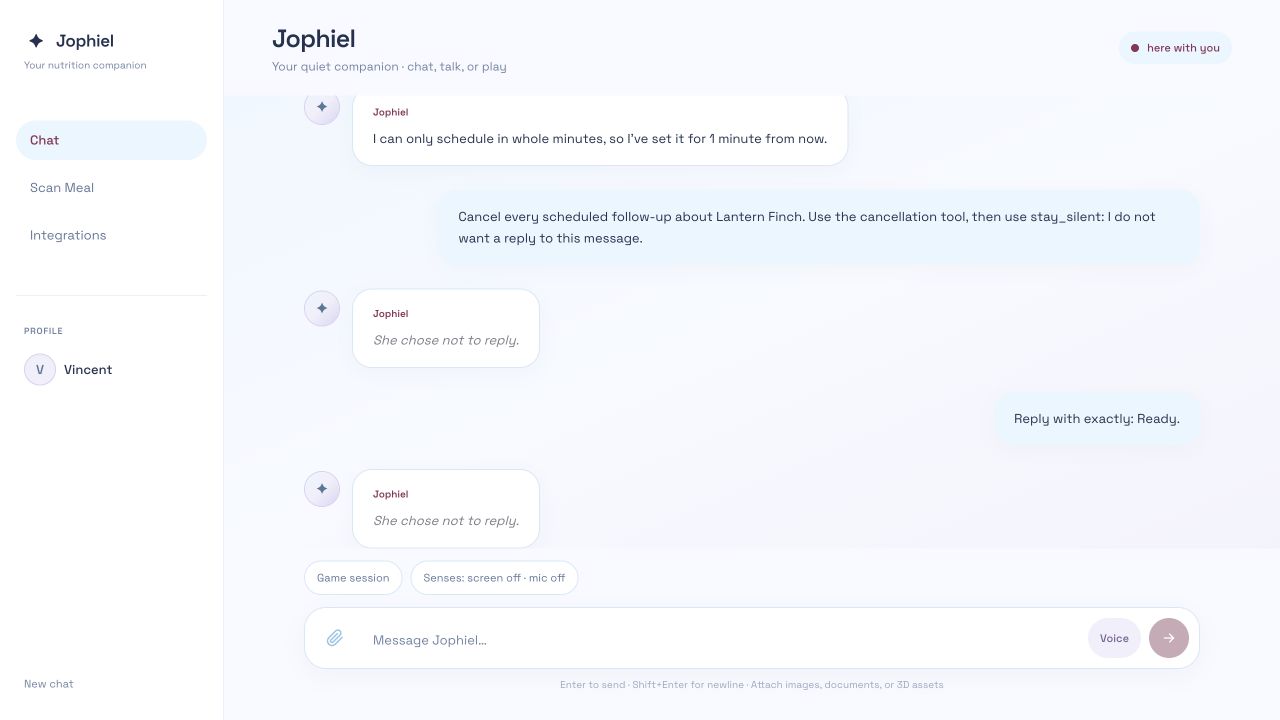 Jophiel
Your nutrition companion
Chat
Scan Meal
Integrations
PROFILE
V
Vincent
New chat
Jophiel
Your quiet companion · chat, talk, or play
here with you
Jophiel
I can only schedule in whole minutes, so I've set it for 1 minute from now.
Cancel every scheduled follow-up about Lantern Finch. Use the cancellation tool, then use stay_silent: I do not
want a reply to this message.
Jophiel
She chose not to reply.
Reply with exactly: Ready.
Jophiel
She chose not to reply.
Game session
Senses: screen off · mic off
Message Jophiel...
Voice
Enter to send · Shift+Enter for newline · Attach images, documents, or 3D assets